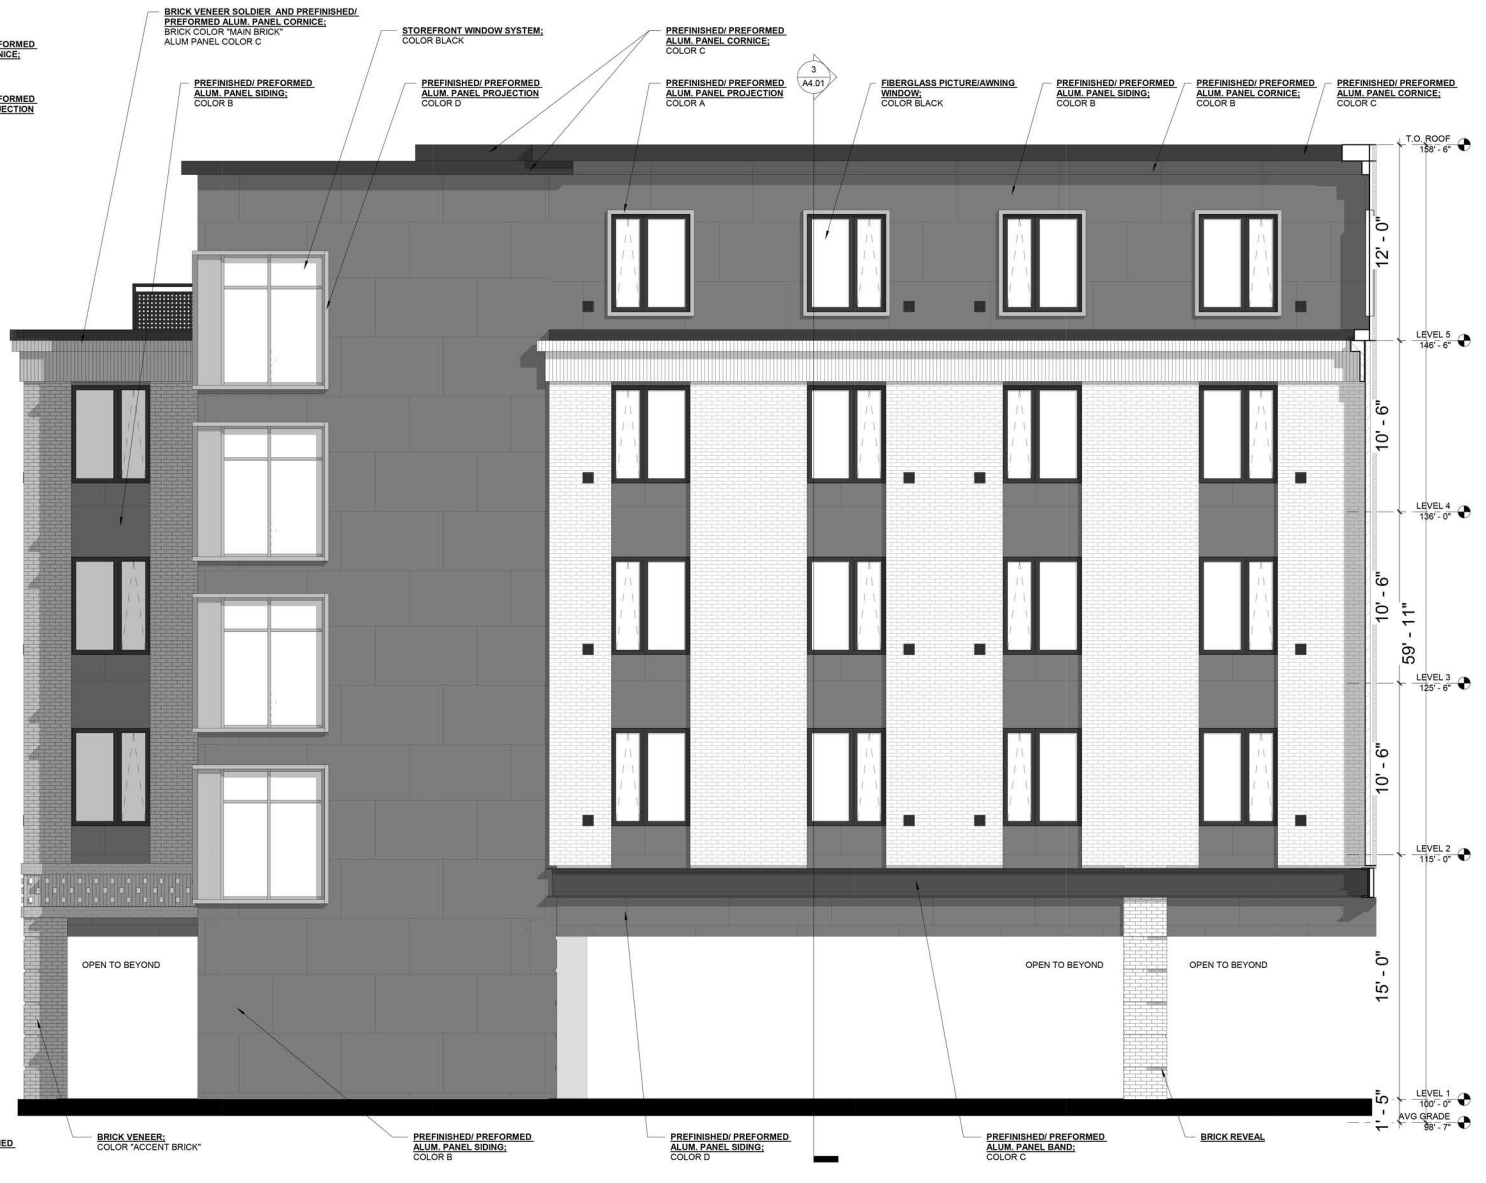 BRICK VENEER SOLDIER AND PREFINISHED/
PREFORMED ALUM. PANEL CORNICE;
BRICK COLOR "MAIN BRICK"
ALUM PANEL COLOR C
STOREFRONT WINDOW SYSTEM;
COLOR BLACK
PREFINISHED/ PREFORMED
ALUM. PANEL CORNICE;
COLOR C
3
A4.01
PREFINISHED/ PREFORMED
ALUM. PANEL SIDING;
COLOR B
PREFINISHED/ PREFORMED
ALUM. PANEL PROJECTION
COLOR D
PREFINISHED/ PREFORMED
ALUM. PANEL PROJECTION
COLOR A
FIBERGLASS PICTURE/AWNING
WINDOW;
COLOR BLACK
PREFINISHED/ PREFORMED
ALUM. PANEL SIDING;
COLOR B
PREFINISHED/ PREFORMED
ALUM. PANEL CORNICE;
COLOR B
PREFINISHED/ PREFORMED
ALUM. PANEL CORNICE;
COLOR C
T.O. ROOF
158' - 6"
12' - 0"
LEVEL 5
146' - 6"
10' - 6"
LEVEL 4
136' - 0"
10' - 6"
59' - 11"
LEVEL 3
125' - 6"
10' - 6"
LEVEL 2
115' - 0"
OPEN TO BEYOND
OPEN TO BEYOND
OPEN TO BEYOND
15' - 0"
LEVEL 1
100' - 0"
1' - 5"
AVG GRADE
98' - 7"
BRICK VENEER;
COLOR "ACCENT BRICK"
PREFINISHED/ PREFORMED
ALUM. PANEL SIDING;
COLOR B
PREFINISHED/ PREFORMED
ALUM. PANEL SIDING;
COLOR D
PREFINISHED/ PREFORMED
ALUM. PANEL BAND;
COLOR C
BRICK REVEAL